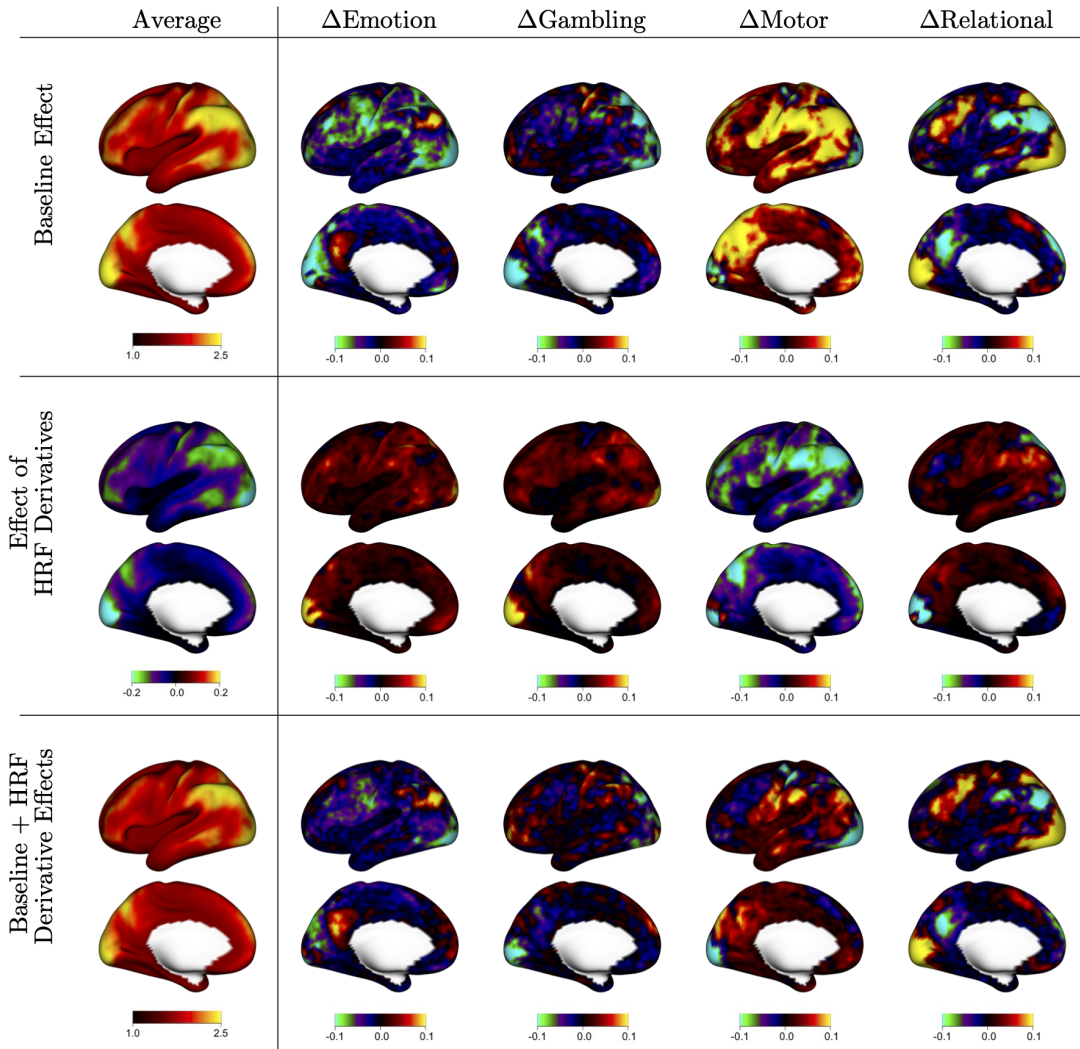 Average ΔEmotion ΔGambling ΔMotor ΔRelational
Baseline Effect
1.0 2.5
-0.1 0.0 0.1
-0.1 0.0 0.1
-0.1 0.0 0.1
-0.1 0.0 0.1
Effect of
HRF Derivatives
-0.2 0.0 0.2
-0.1 0.0 0.1
-0.1 0.0 0.1
-0.1 0.0 0.1
-0.1 0.0 0.1
Baseline + HRF
Derivative Effects
1.0 2.5
-0.1 0.0 0.1
-0.1 0.0 0.1
-0.1 0.0 0.1
-0.1 0.0 0.1